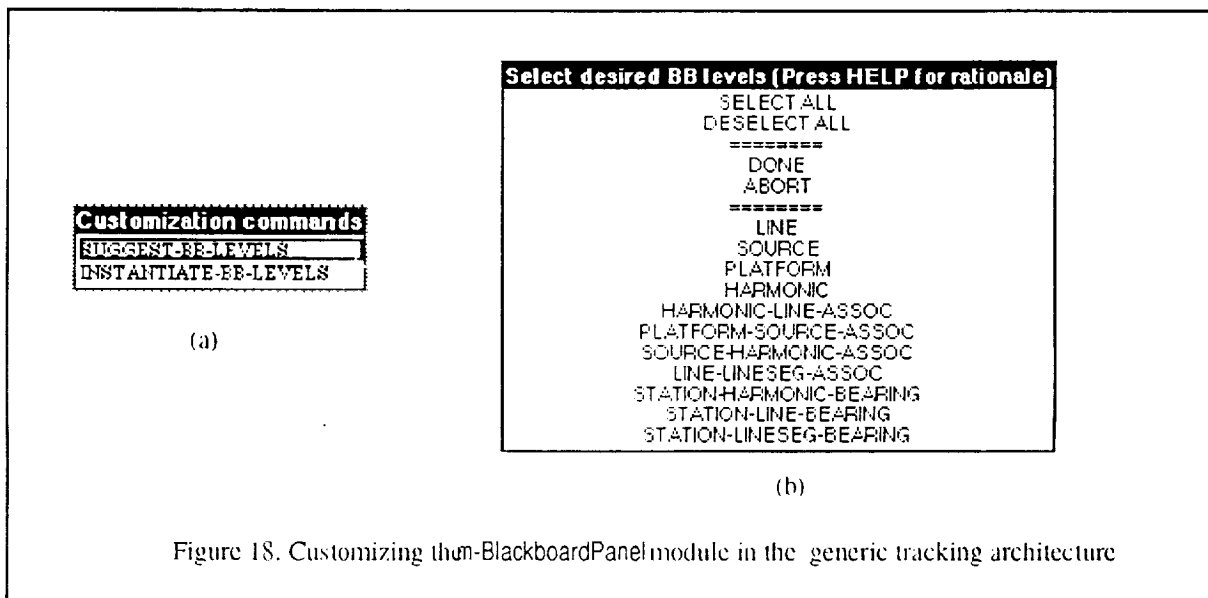 Customization commands
SUGGEST-BB-LEVELS
INSTANTIATE-BB-LEVELS
(a)
Select desired BB levels (Press HELP for rationale)
SELECT ALL
DESELECT ALL
========
DONE
ABORT
========
LINE
SOURCE
PLATFORM
HARMONIC
HARMONIC-LINE-ASSOC
PLATFORM-SOURCE-ASSOC
SOURCE-HARMONIC-ASSOC
LINE-LINESEG-ASSOC
STATION-HARMONIC-BEARING
STATION-LINE-BEARING
STATION-LINESEG-BEARING
(b)
Figure 18. Customizing the m-BlackboardPanel module in the generic tracking architecture